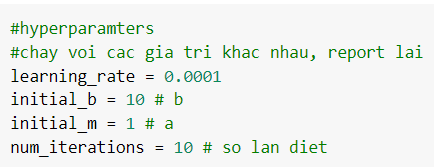 #hyperparamters
#chay voi cac gia tri khac nhau, report lai
learning_rate = 0.0001
initial_b = 10 # b
initial_m = 1 # a
num_iterations = 10 # so lan diet